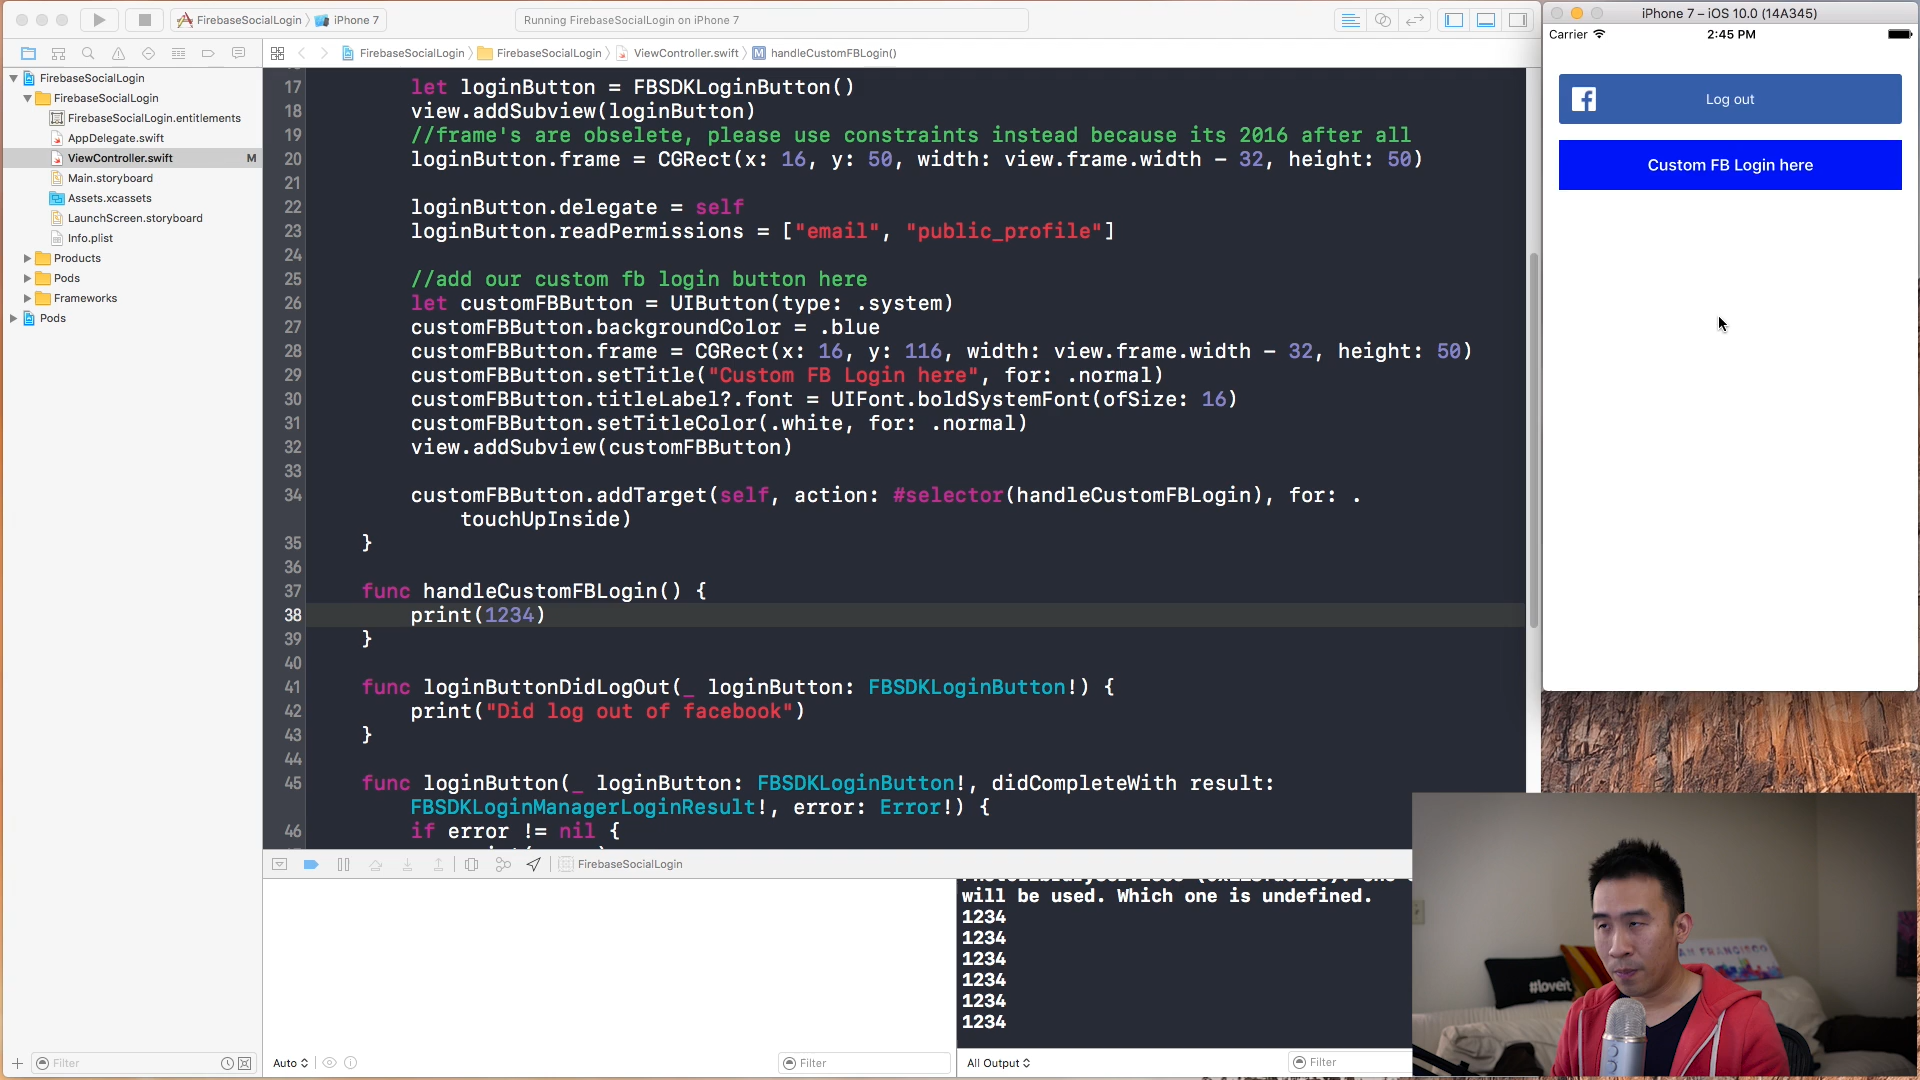 FirebaseSocialLogin
iPhone 7
Running FirebaseSocialLogin on iPhone 7
FirebaseSocialLogin
FirebaseSocialLogin
ViewController.swift
M
handleCustomFBLogin()
FirebaseSocialLogin
FirebaseSocialLogin
FirebaseSocialLogin.entitlements
AppDelegate.swift
ViewController.swift M
Main.storyboard
Assets.xcassets
LaunchScreen.storyboard
Info.plist
Products
Pods
Frameworks
Pods
Filter
17 let loginButton = FBSDKLoginButton()
18 view.addSubview(loginButton)
19 //frame's are obselete, please use constraints instead because its 2016 after all
20 loginButton.frame = CGRect(x: 16, y: 50, width: view.frame.width - 32, height: 50)
21
22 loginButton.delegate = self
23 loginButton.readPermissions = ["email", "public_profile"]
24
25 //add our custom fb login button here
26 let customFBButton = UIButton(type: .system)
27 customFBButton.backgroundColor = .blue
28 customFBButton.frame = CGRect(x: 16, y: 116, width: view.frame.width - 32, height: 50)
29 customFBButton.setTitle("Custom FB Login here", for: .normal)
30 customFBButton.titleLabel?.font = UIFont.boldSystemFont(ofSize: 16)
31 customFBButton.setTitleColor(.white, for: .normal)
32 view.addSubview(customFBButton)
33
34 customFBButton.addTarget(self, action: #selector(handleCustomFBLogin), for: .
touchUpInside)
35 }
36
37 func handleCustomFBLogin() {
38 print(1234)
39 }
40
41 func loginButtonDidLogOut(_ loginButton: FBSDKLoginButton!) {
42 print("Did log out of facebook")
43 }
44
45 func loginButton(_ loginButton: FBSDKLoginButton!, didCompleteWith result:
FBSDKLoginManagerLoginResult!, error: Error!) {
46 if error != nil {
FirebaseSocialLogin
will be used. Which one is undefined.
1234
1234
1234
1234
1234
1234
Auto
Filter
All Output
Filter
iPhone 7 – iOS 10.0 (14A345)
Carrier 2:45 PM
Log out
Custom FB Login here
#loveit
AN FRANCISCO